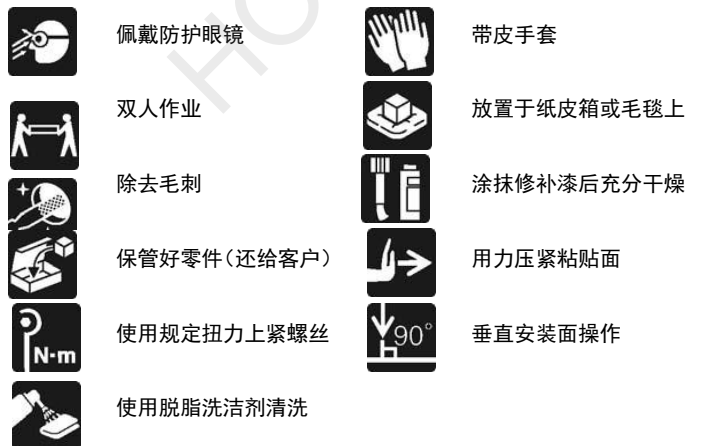 佩戴防护眼镜
带皮手套
双人作业
放置于纸皮箱或毛毯上
除去毛刺
涂抹修补漆后充分干燥
保管好零件（还给客户）
用力压紧粘贴面
N·m
使用规定扭力上紧螺丝
90°
垂直安装面操作
使用脱脂洗洁剂清洗
HO